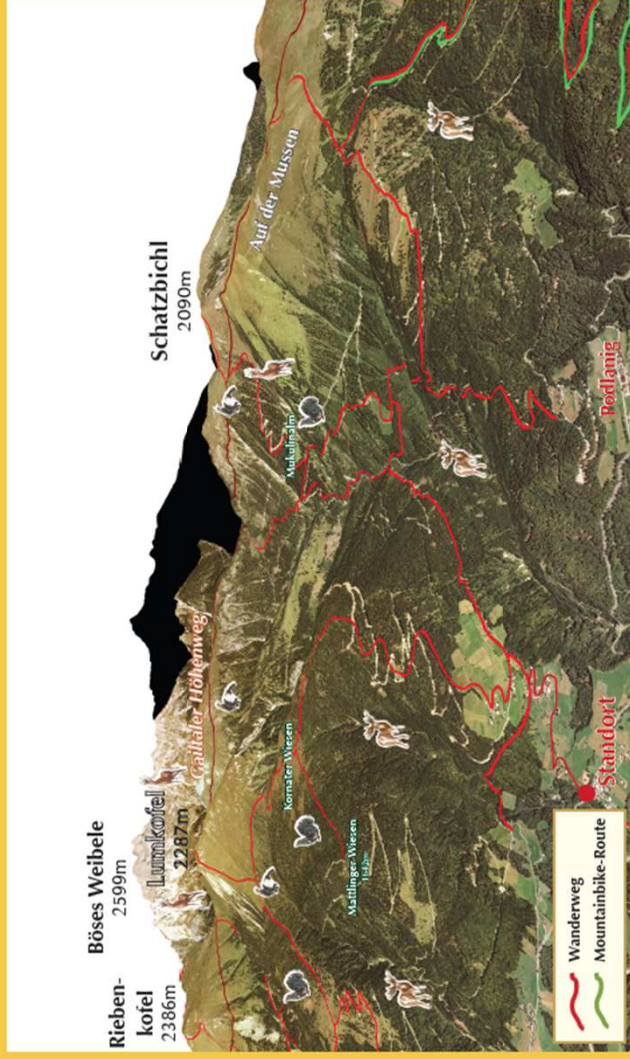 Rieben-
kofel
2386m
Böses Weibele
2599m
Lumkofel
2287m
Gailtaler Höhenweg
Schatzbichl
2090m
Auf der Mussen
Mattlinger-Wiesen
Kornater-Wiesen
Mukulinalm
Wanderweg
Mountainbike-Route
Standort
Podlanig